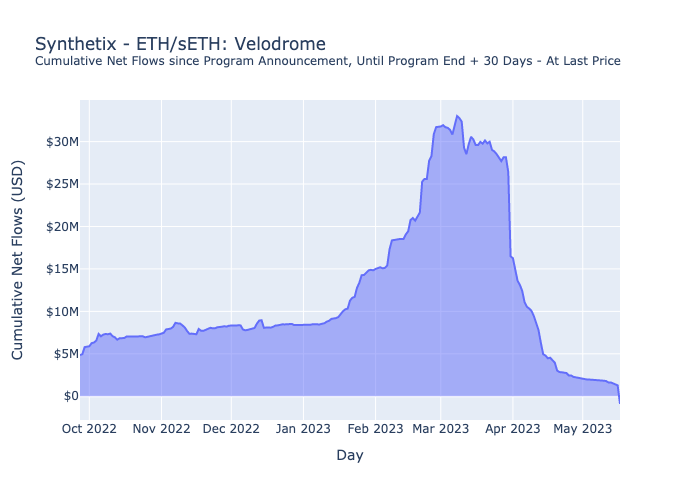 Synthetix - ETH/sETH: Velodrome
Cumulative Net Flows since Program Announcement, Until Program End + 30 Days - At Last Price
Cumulative Net Flows (USD)
$30M
$25M
$20M
$15M
$10M
$5M
$0
Oct 2022 Nov 2022 Dec 2022 Jan 2023 Feb 2023 Mar 2023 Apr 2023 May 2023
Day